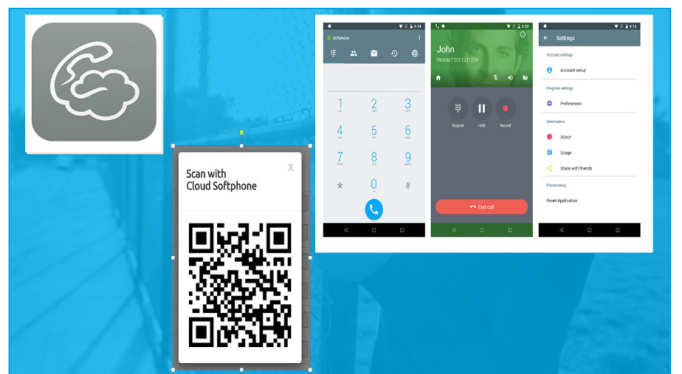 Scan with
Cloud Softphone
X
Softphone
1
2
3
4
5
6
7
8
9
*
0
#
John
Keypad
Hold
Record
End call
Settings
Account settings
Account setup
Program settings
Preferences
Information
About
Usage
Share with friends
Provisioning
Reset Application